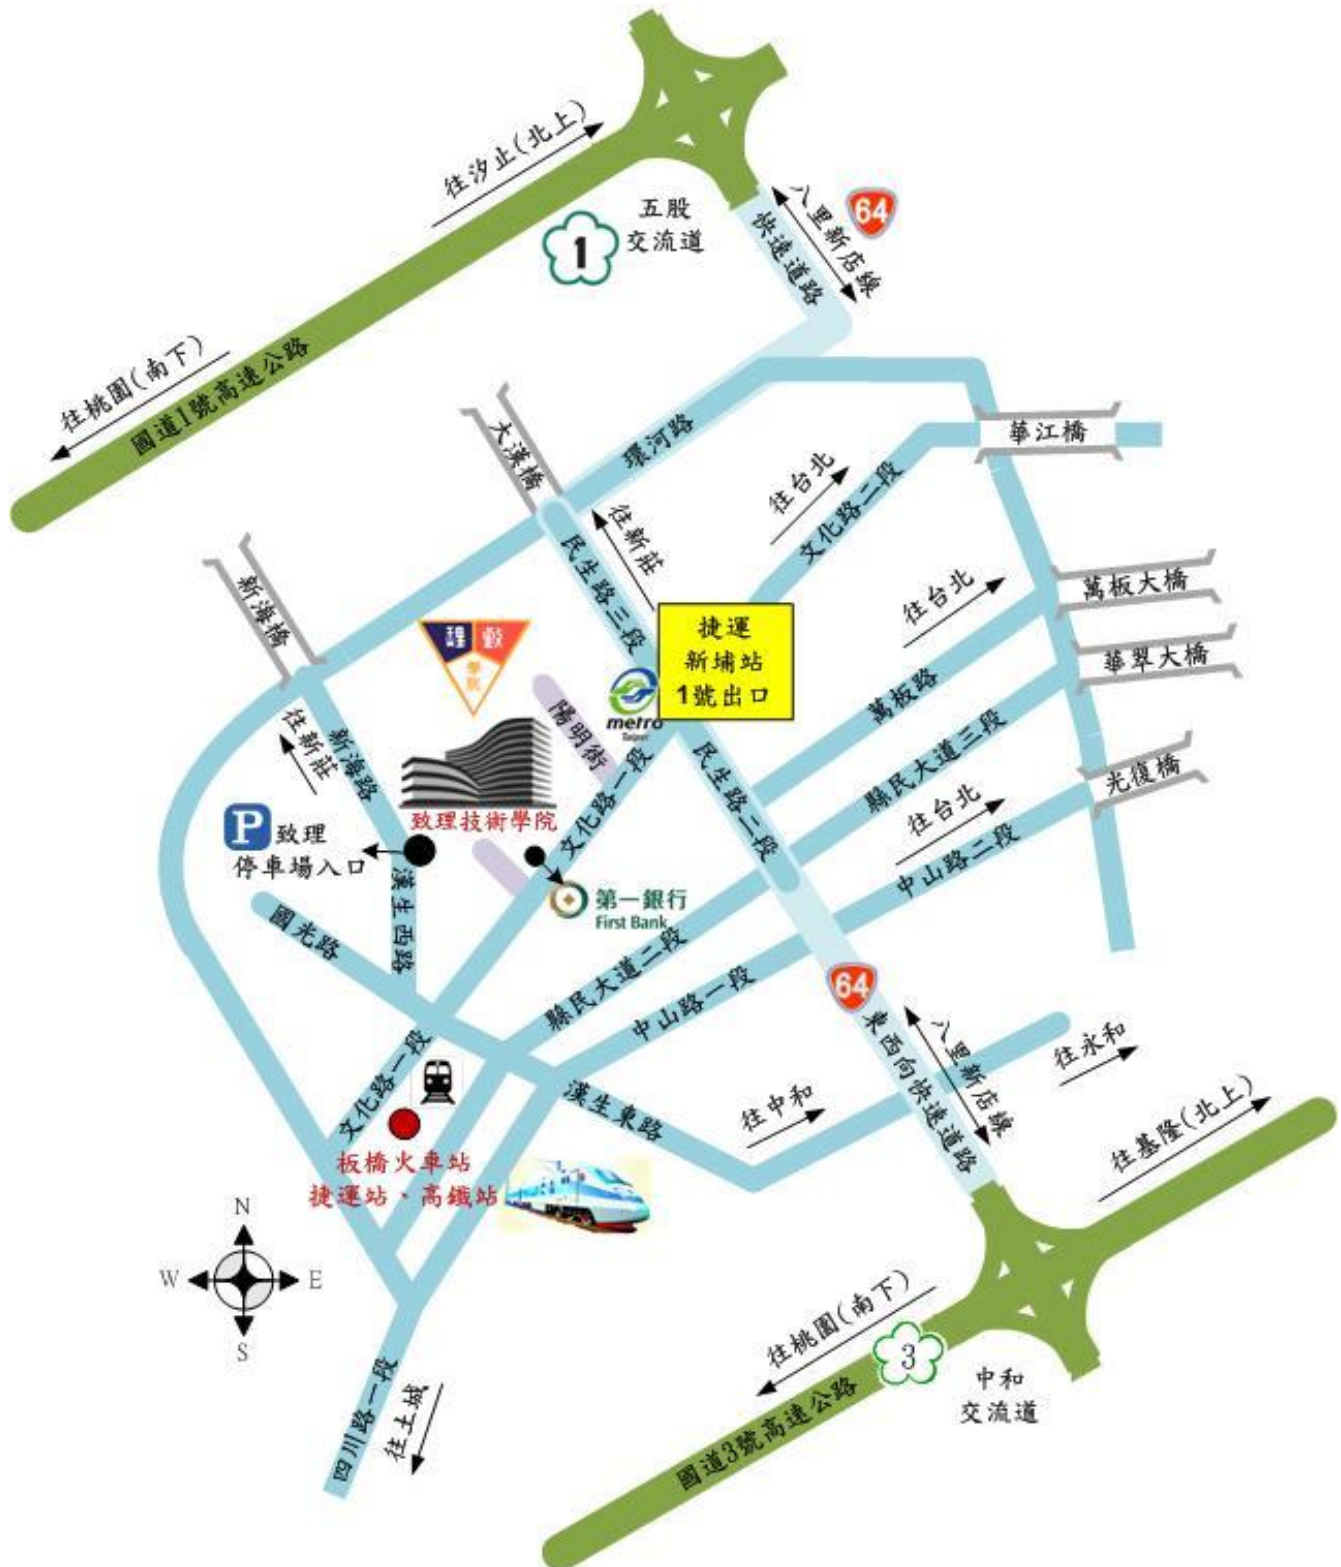 往汐止(北上)
五股
交流道
1
64
八里新店線
快速道路
往桃園(南下)
國道1號高速公路
大漢橋
環河路
華江橋
往台北
文化路二段
往新莊
民生路三段
新海橋
往台北
萬板大橋
華翠大橋
捷運
新埔站
1號出口
metro
Taipei
理致
學院
陽明街
萬板路
往新莊
新海路
文化路一段
民生路二段
縣民大道三段
光復橋
往台北
中山路二段
致理技術學院
P
致理
停車場入口
漢生西路
第一銀行
First Bank
國光路
縣民大道二段
中山路一段
64
東西向快速道路
八里新店線
往永和
文化路一段
漢生東路
往中和
板橋火車站
捷運站、高鐵站
往基隆(北上)
N
W
E
S
往桃園(南下)
3
國道3號高速公路
中和
交流道
四川路一段
往土城